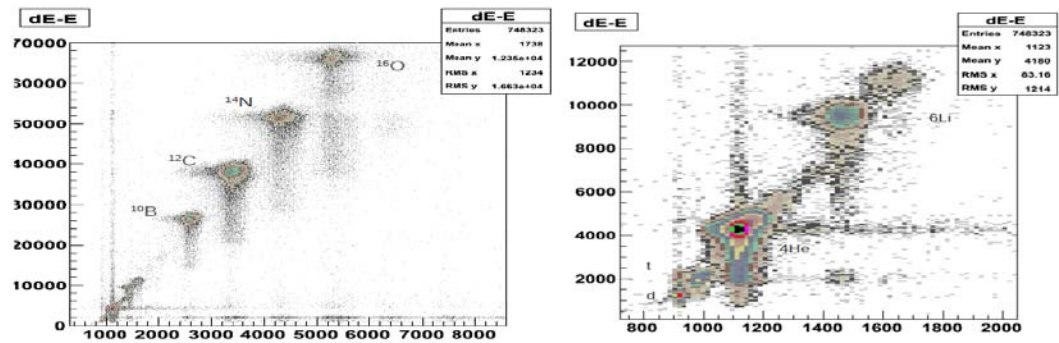 dE-E
dE-E
Entries 748323
Mean x 1738
Mean y 1.235e+04
RMS x 1234
RMS y 1.663e+04
70000
60000
50000
40000
30000
20000
10000
0
¹⁶O
¹⁴N
¹²C
¹⁰B
1000 2000 3000 4000 5000 6000 7000 8000
dE-E
dE-E
Entries 748323
Mean x 1123
Mean y 4180
RMS x 83.16
RMS y 1214
12000
10000
8000
6000
4000
2000
0
6Li
4He
t
d
800 1000 1200 1400 1600 1800 2000